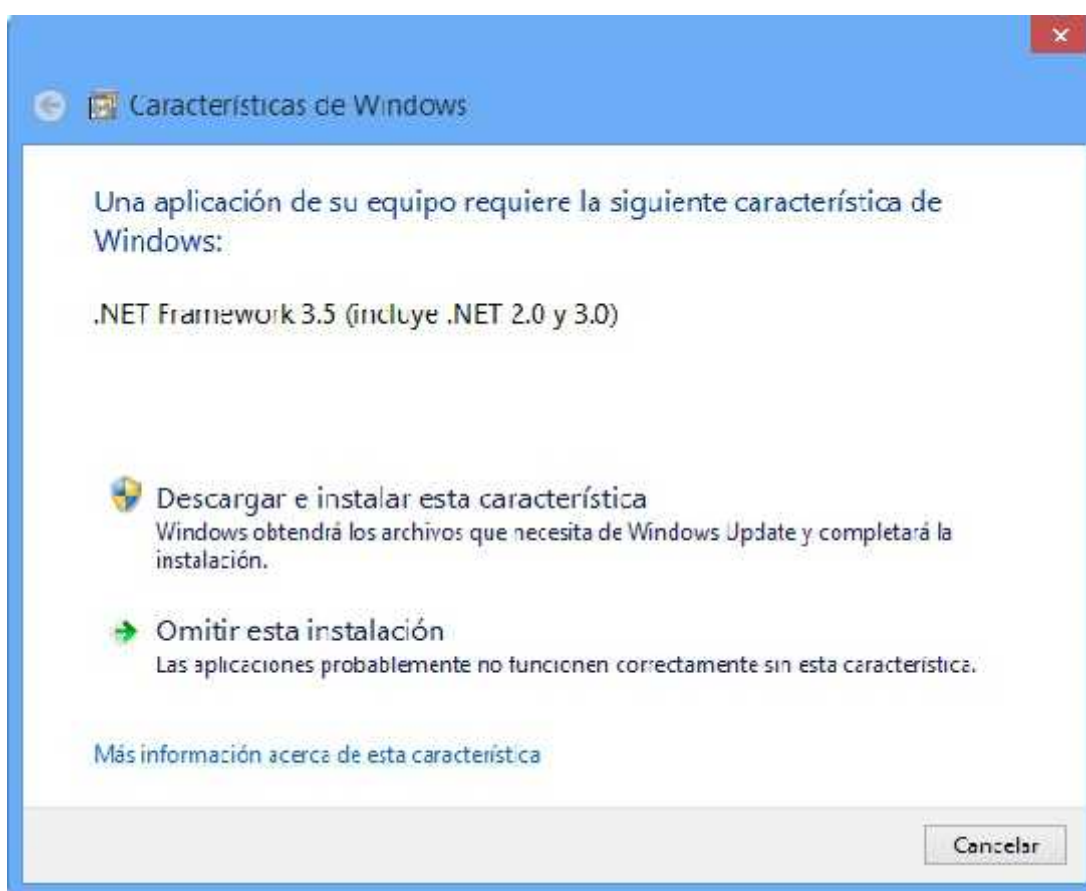 Características de Windows
Una aplicación de su equipo requiere la siguiente característica de
Windows:
.NET Framework 3.5 (incluye .NET 2.0 y 3.0)
Descargar e instalar esta característica
Windows obtendrá los archivos que necesita de Windows Update y completará la
instalación.
Omitir esta instalación
Las aplicaciones probablemente no funcionen correctamente sin esta característica.
Más información acerca de esta característica
Cancelar